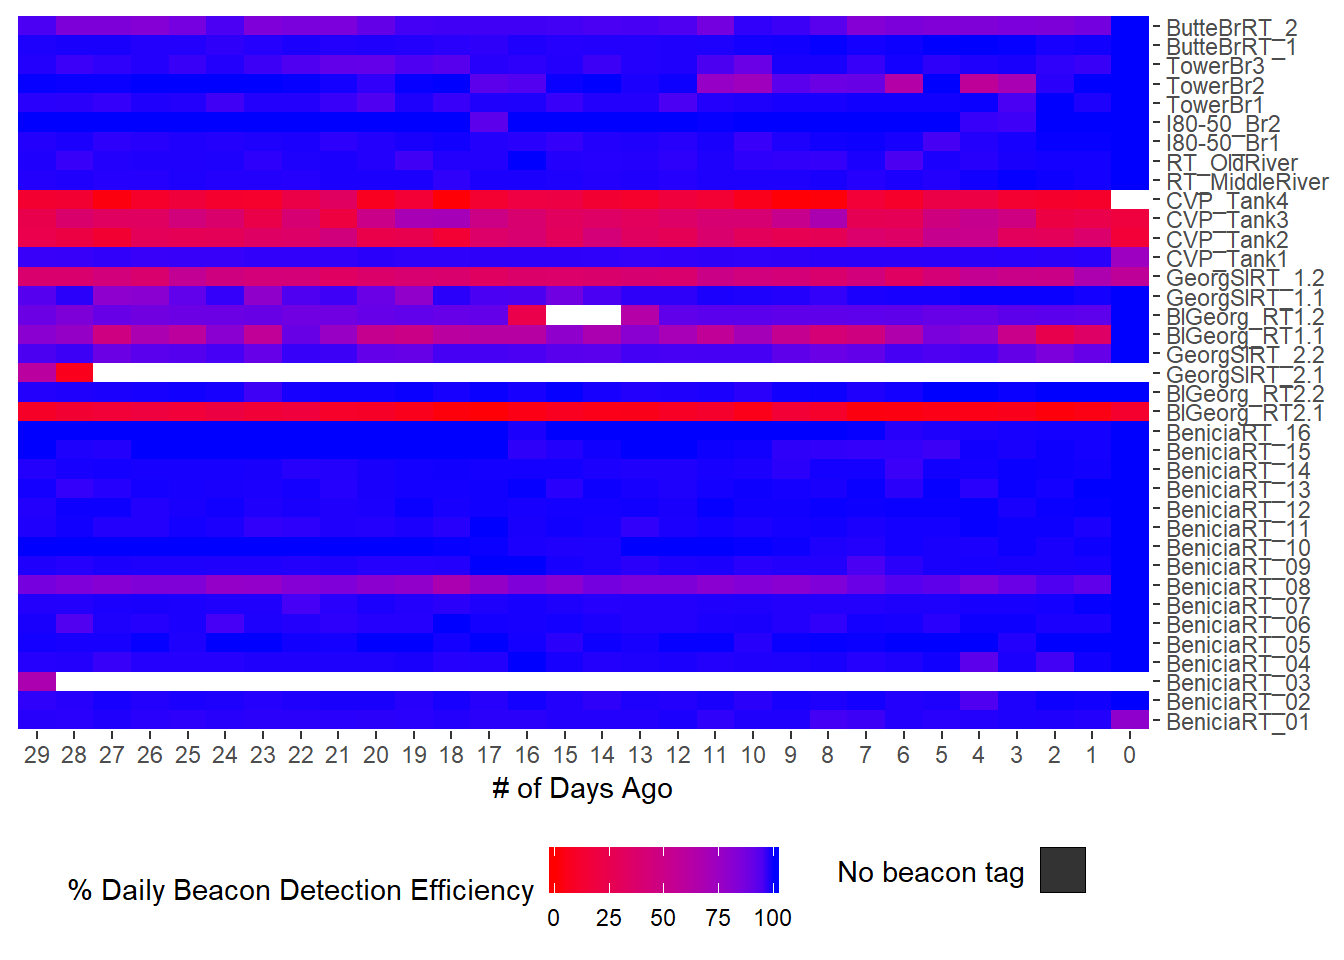 ButteBrRT_2
ButteBrRT_1
TowerBr3
TowerBr2
TowerBr1
I80-50_Br2
I80-50_Br1
RT_OldRiver
RT_MiddleRiver
CVP_Tank4
CVP_Tank3
CVP_Tank2
CVP_Tank1
GeorgSlRT_1.2
GeorgSlRT_1.1
BlGeorg_RT1.2
BlGeorg_RT1.1
GeorgSlRT_2.2
GeorgSlRT_2.1
BlGeorg_RT2.2
BlGeorg_RT2.1
BeniciaRT_16
BeniciaRT_15
BeniciaRT_14
BeniciaRT_13
BeniciaRT_12
BeniciaRT_11
BeniciaRT_10
BeniciaRT_09
BeniciaRT_08
BeniciaRT_07
BeniciaRT_06
BeniciaRT_05
BeniciaRT_04
BeniciaRT_03
BeniciaRT_02
BeniciaRT_01
29 28 27 26 25 24 23 22 21 20 19 18 17 16 15 14 13 12 11 10 9 8 7 6 5 4 3 2 1 0
# of Days Ago
% Daily Beacon Detection Efficiency
0 25 50 75 100
No beacon tag